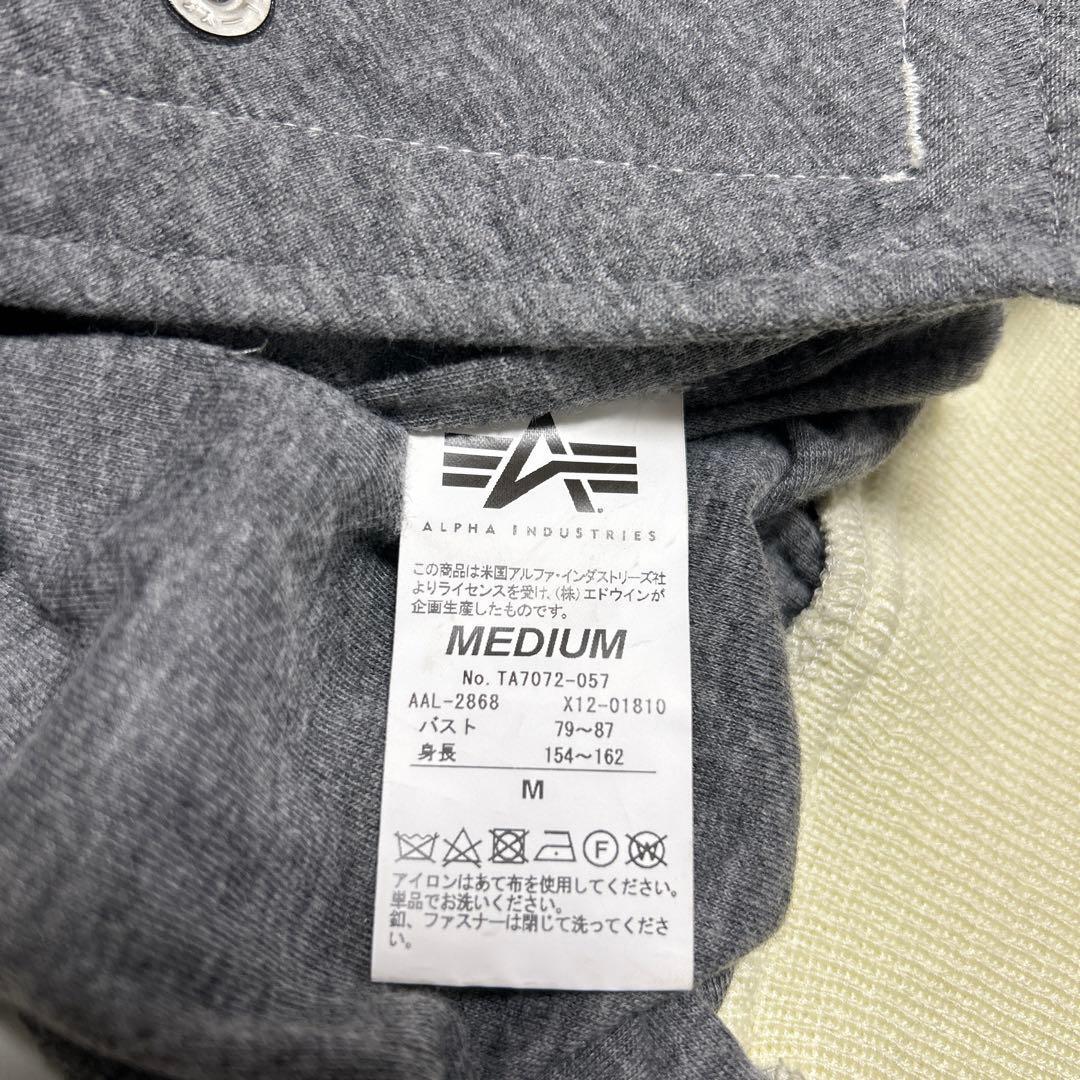 ALPHA INDUSTRIES
この商品は米国アルファ・インダストリーズ社
よりライセンスを受け、(株)エドウインが
企画生産したものです。
MEDIUM
No. TA7072-057
AAL-2868 X12-01810
バスト 79～87
身長 154～162
M
F W
アイロンはあて布を使用してください。
単品でお洗いください。
釦、ファスナーは閉じて洗ってくださ
い。